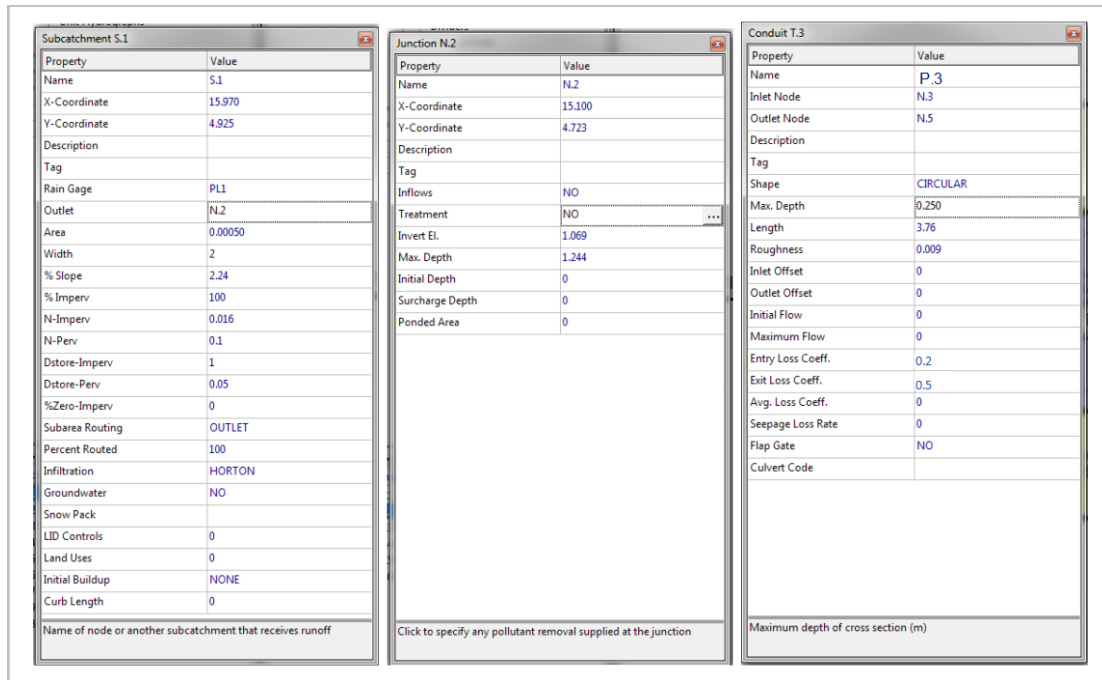 Subcatchment S.1
Property Value
Name S.1
X-Coordinate 15.970
Y-Coordinate 4.925
Description
Tag
Rain Gage PL1
Outlet N.2
Area 0.00050
Width 2
% Slope 2.24
% Imperv 100
N-Imperv 0.016
N-Perv 0.1
Dstore-Imperv 1
Dstore-Perv 0.05
%Zero-Imperv 0
Subarea Routing OUTLET
Percent Routed 100
Infiltration HORTON
Groundwater NO
Snow Pack
LID Controls 0
Land Uses 0
Initial Buildup NONE
Curb Length 0
Name of node or another subcatchment that receives runoff
Junction N.2
Property Value
Name N.2
X-Coordinate 15.100
Y-Coordinate 4.723
Description
Tag
Inflows NO
Treatment NO ...
Invert El. 1.069
Max. Depth 1.244
Initial Depth 0
Surcharge Depth 0
Ponded Area 0
Click to specify any pollutant removal supplied at the junction
Conduit T.3
Property Value
Name P.3
Inlet Node N.3
Outlet Node N.5
Description
Tag
Shape CIRCULAR
Max. Depth 0.250
Length 3.76
Roughness 0.009
Inlet Offset 0
Outlet Offset 0
Initial Flow 0
Maximum Flow 0
Entry Loss Coeff. 0.2
Exit Loss Coeff. 0.5
Avg. Loss Coeff. 0
Seepage Loss Rate 0
Flap Gate NO
Culvert Code
Maximum depth of cross section (m)